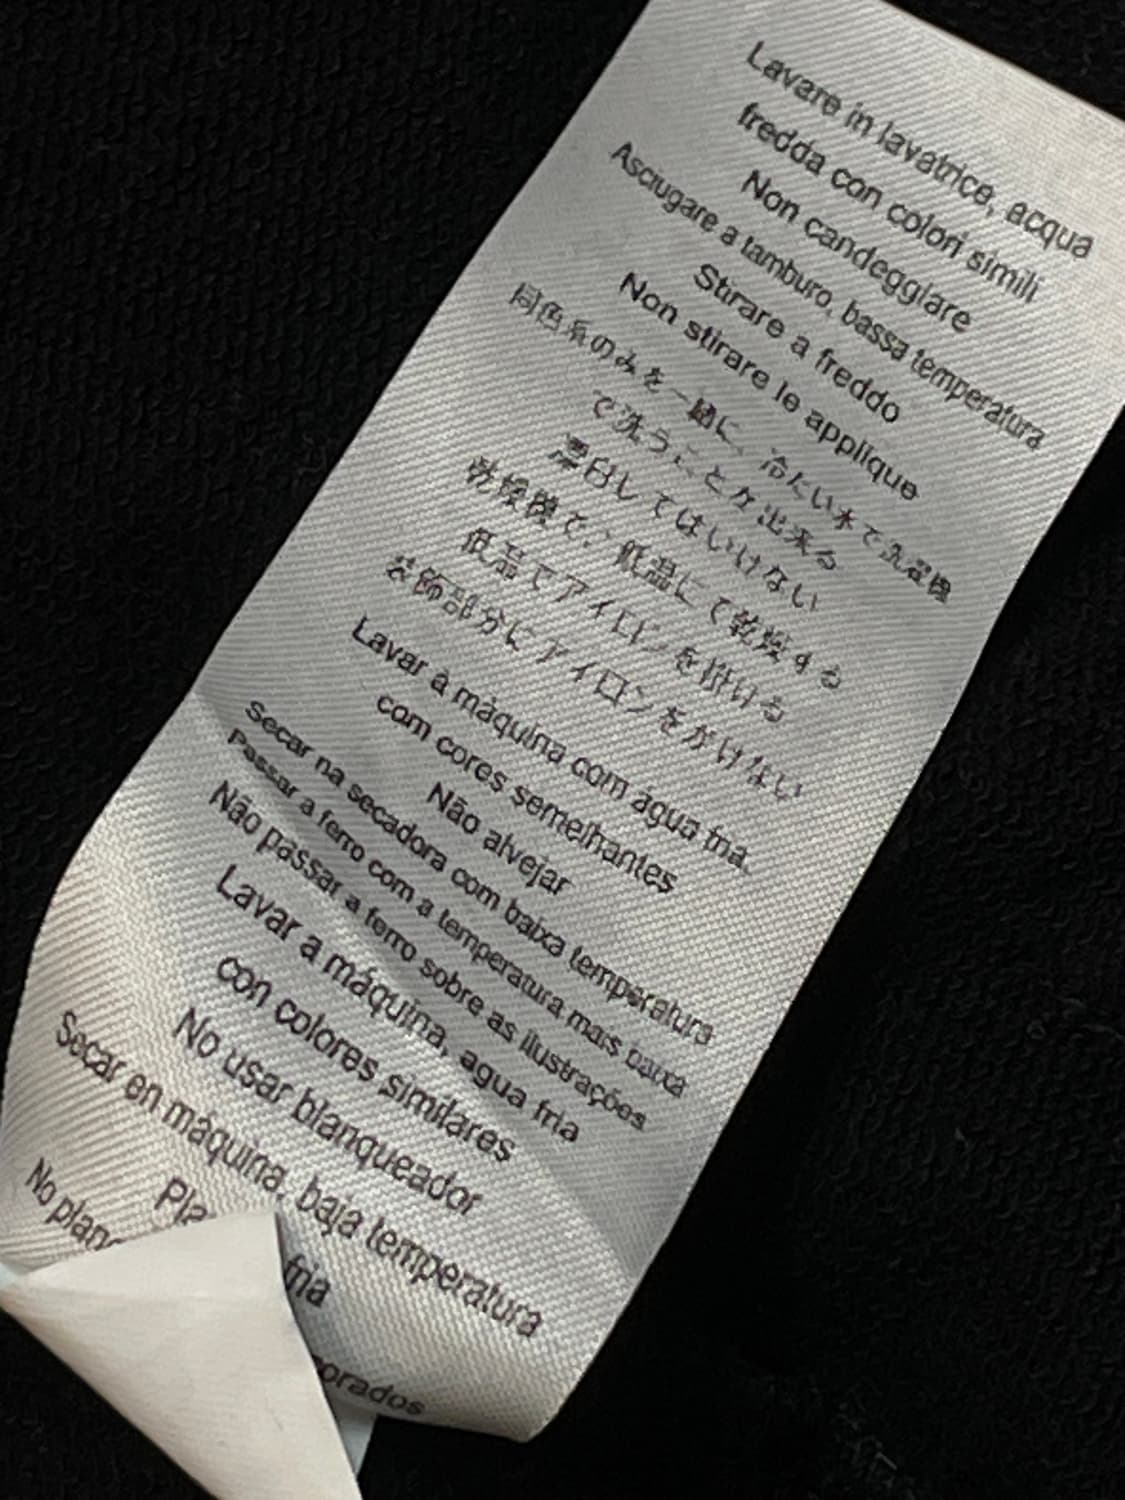 Lavare in lavatrice, acqua
fredda con colori simili
Non candeggiare
Asciugare a tamburo, bassa temperatura
Stirare a freddo
Non stirare le applique
同色系のみを一緒に、冷たい水で洗濯機
で洗うことが出来る
漂白してはいけない
乾燥機で、低温にて乾燥する
低温でアイロンを掛ける
装飾部分にアイロンをがけない
Lavar à máquina com água fria,
com cores semelhantes
Não alvejar
Secar na secadora com baixa temperatura
Passar a ferro com a temperatura mais baixa
Não passar a ferro sobre as ilustrações
Lavar a máquina, agua fria
con colores similares
No usar blanqueador
Secar en máquina, baja temperatura
fria
No